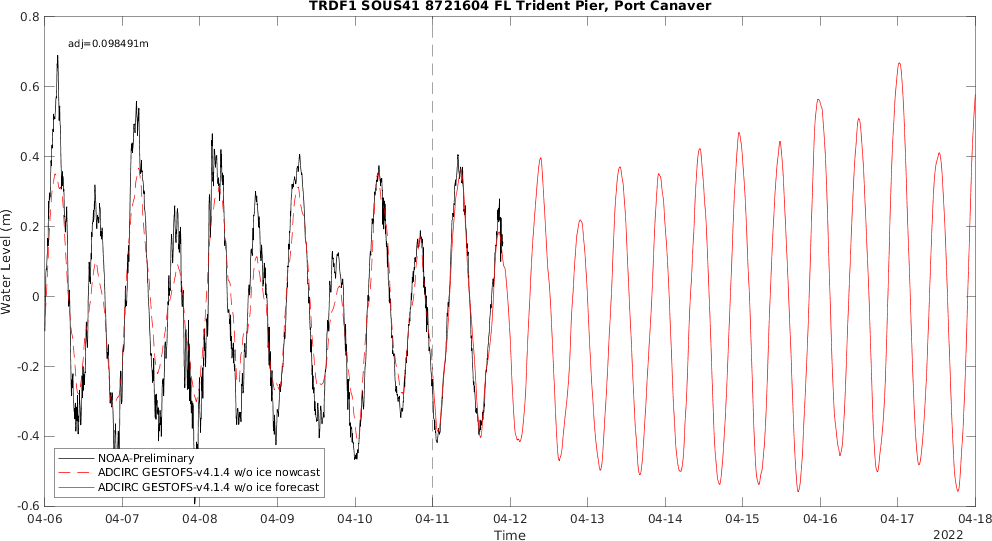 TRDF1 SOUS41 8721604 FL Trident Pier, Port Canaver
adj=0.098491m
0.8
0.6
0.4
0.2
0
-0.2
-0.4
-0.6
Water Level (m)
NOAA-Preliminary
ADCIRC GESTOFS-v4.1.4 w/o ice nowcast
ADCIRC GESTOFS-v4.1.4 w/o ice forecast
04-06 04-07 04-08 04-09 04-10 04-11 04-12 04-13 04-14 04-15 04-16 04-17 04-18
Time
2022